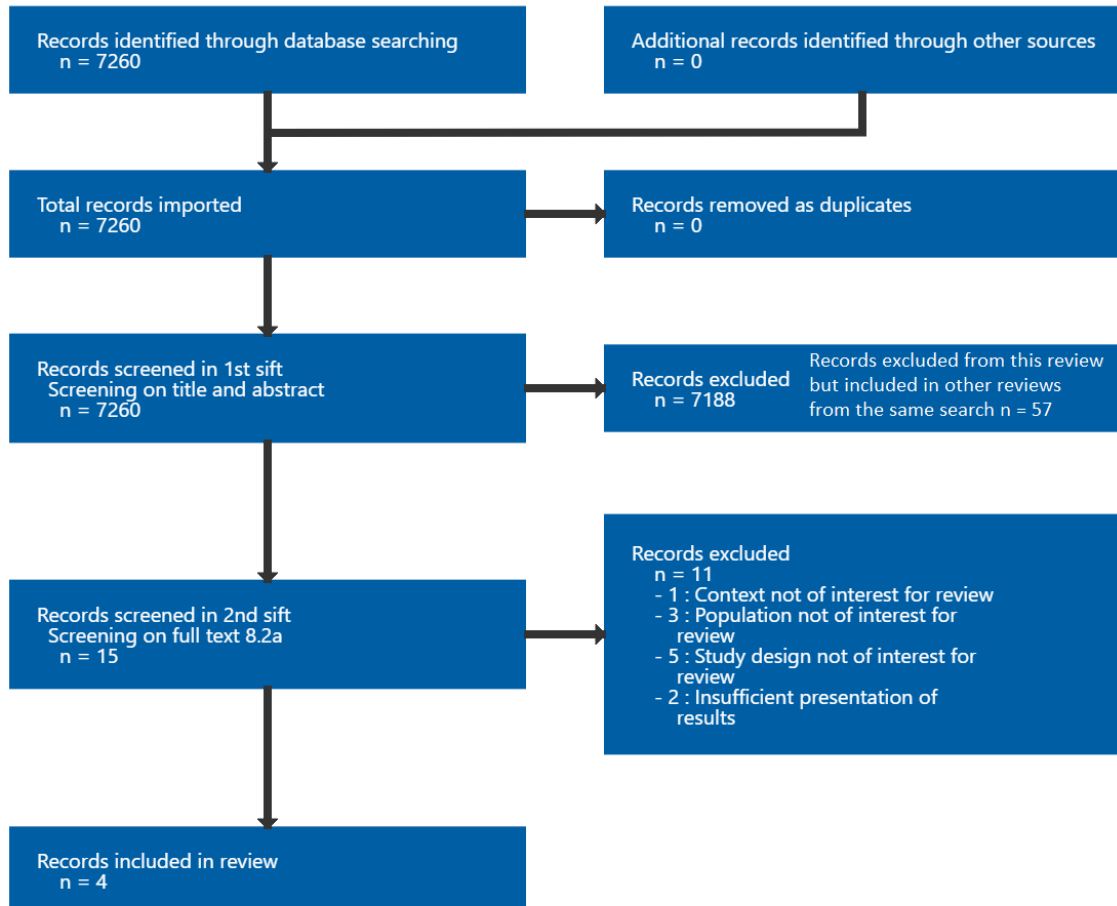 Records identified through database searching
n = 7260
Additional records identified through other sources
n = 0
Total records imported
n = 7260
Records removed as duplicates
n = 0
Records screened in 1st sift
Screening on title and abstract
n = 7260
Records excluded
n = 7188
Records excluded from this review
but included in other reviews
from the same search n = 57
Records screened in 2nd sift
Screening on full text 8.2a
n = 15
Records excluded
n = 11
- 1 : Context not of interest for review
- 3 : Population not of interest for
review
- 5 : Study design not of interest for
review
- 2 : Insufficient presentation of
results
Records included in review
n = 4